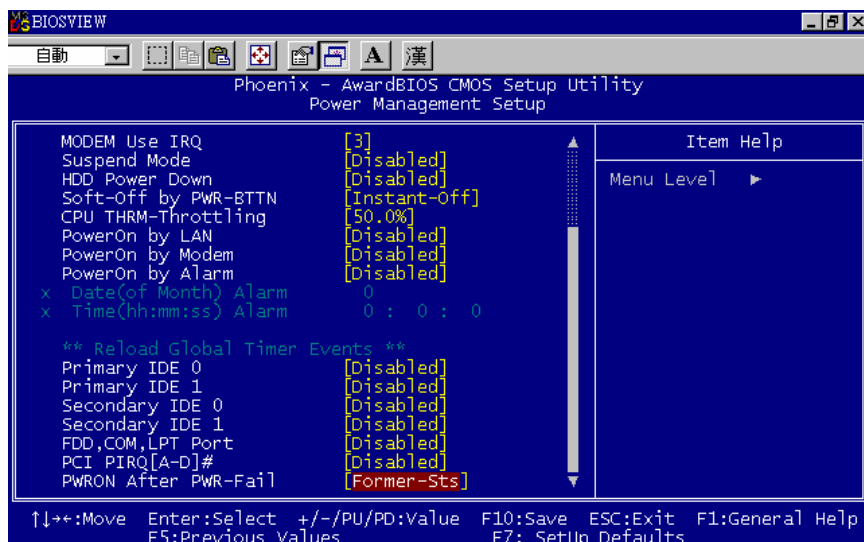 BIOSVIEW
自動
A 漢
Phoenix - AwardBIOS CMOS Setup Utility
Power Management Setup
MODEM Use IRQ [3]
Suspend Mode [Disabled]
HDD Power Down [Disabled]
Soft-Off by PWR-BTTN [Instant-Off]
CPU THRM-Throttling [50.0%]
PowerOn by LAN [Disabled]
PowerOn by Modem [Disabled]
PowerOn by Alarm [Disabled]
x Date(of Month) Alarm 0
x Time(hh:mm:ss) Alarm 0 : 0 : 0
** Reload Global Timer Events **
Primary IDE 0 [Disabled]
Primary IDE 1 [Disabled]
Secondary IDE 0 [Disabled]
Secondary IDE 1 [Disabled]
FDD,COM,LPT Port [Disabled]
PCI PIRQ[A-D]# [Disabled]
PWRON After PWR-Fail [Former-Sts]
Item Help
Menu Level ►
↑↓→←:Move Enter:Select +/-/PU/PD:Value F10:Save ESC:Exit F1:General Help
F5:Previous Values F7: SetUp Defaults